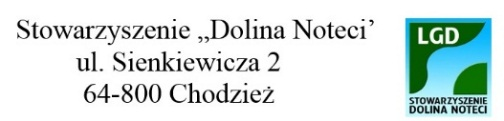 Stowarzyszenie „Dolina Noteci’
ul. Sienkiewicza 2
64-800 Chodzież
LGD
STOWARZYSZENIE
DOLINA NOTECI